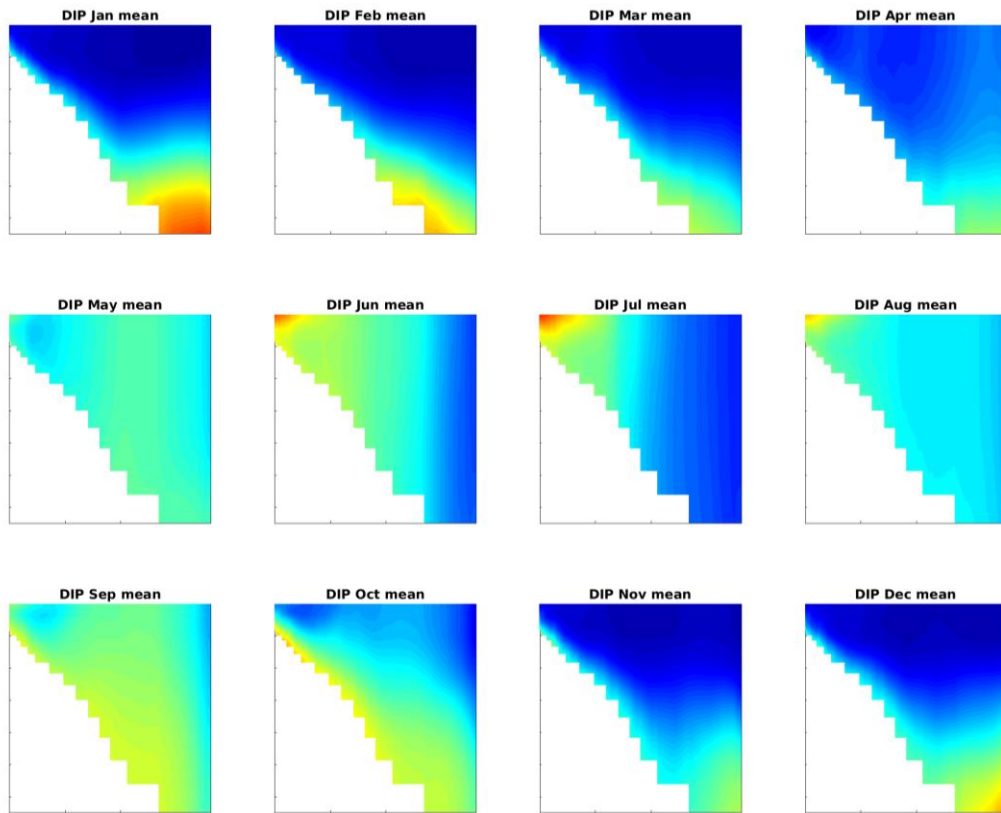 DIP Jan mean
DIP Feb mean
DIP Mar mean
DIP Apr mean
DIP May mean
DIP Jun mean
DIP Jul mean
DIP Aug mean
DIP Sep mean
DIP Oct mean
DIP Nov mean
DIP Dec mean